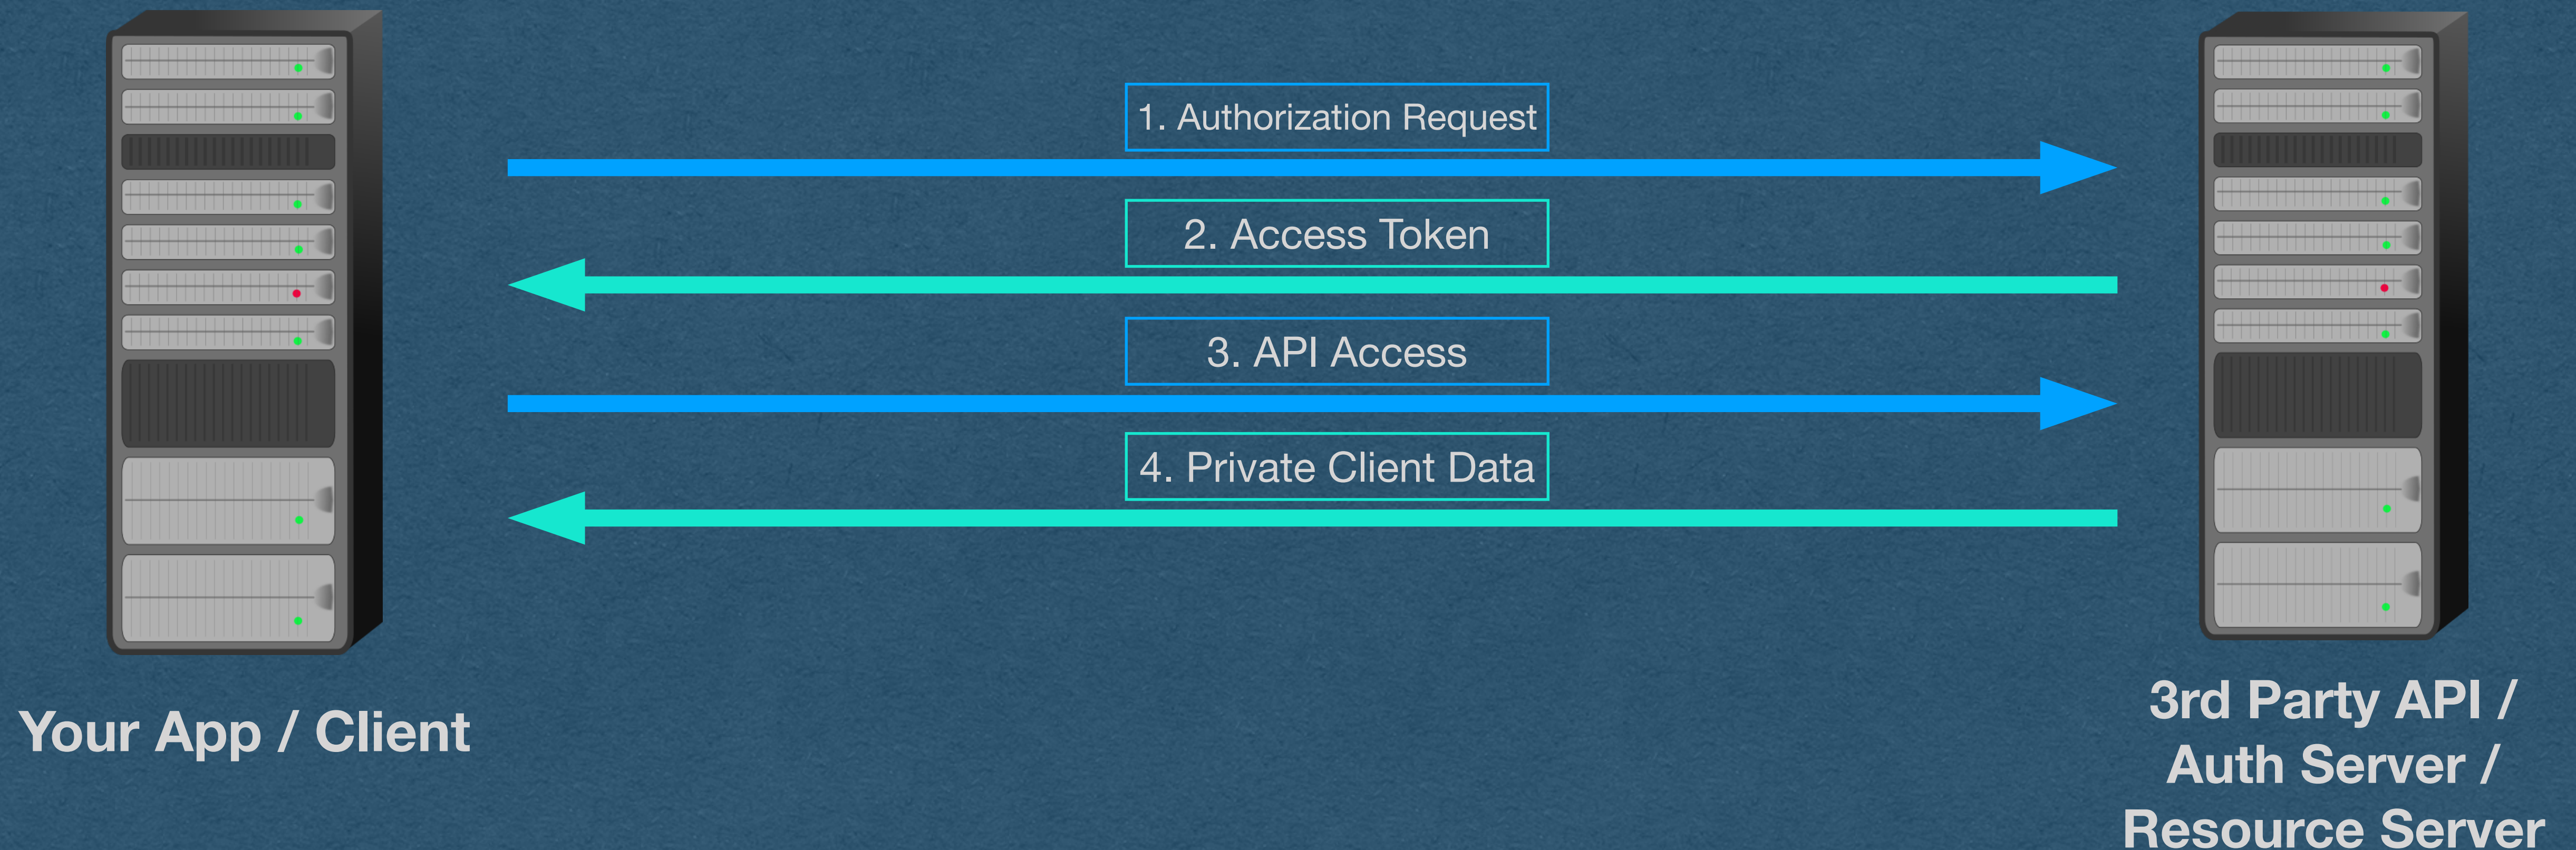 1. Authorization Request
2. Access Token
3. API Access
4. Private Client Data
Your App / Client
3rd Party API /
Auth Server /
Resource Server